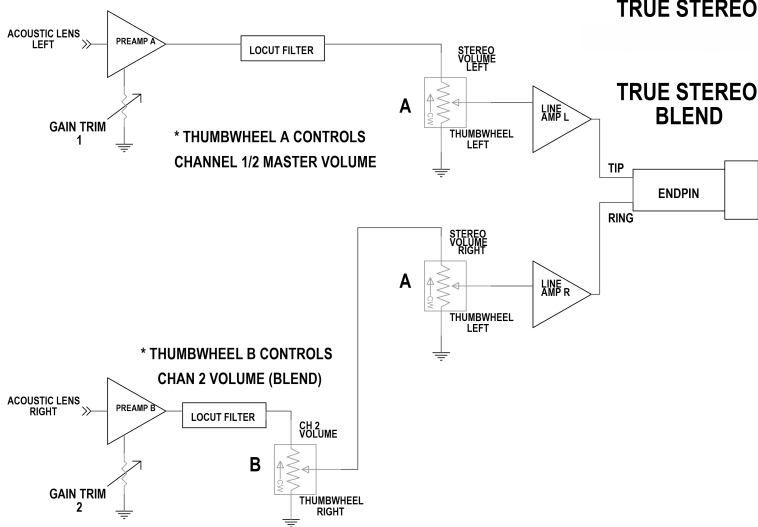 TRUE STEREO
ACOUSTIC LENS
LEFT
PREAMP A
LOCUT FILTER
STEREO
VOLUME
LEFT
A
CW
LINE
AMP L
TRUE STEREO
BLEND
GAIN TRIM
1
* THUMBWHEEL A CONTROLS
CHANNEL 1/2 MASTER VOLUME
THUMBWHEEL
LEFT
TIP
ENDPIN
RING
STEREO
VOLUME
RIGHT
A
CW
LINE
AMP R
THUMBWHEEL
LEFT
* THUMBWHEEL B CONTROLS
CHAN 2 VOLUME (BLEND)
ACOUSTIC LENS
RIGHT
PREAMP B
LOCUT FILTER
CH 2
VOLUME
B
CW
GAIN TRIM
2
THUMBWHEEL
RIGHT